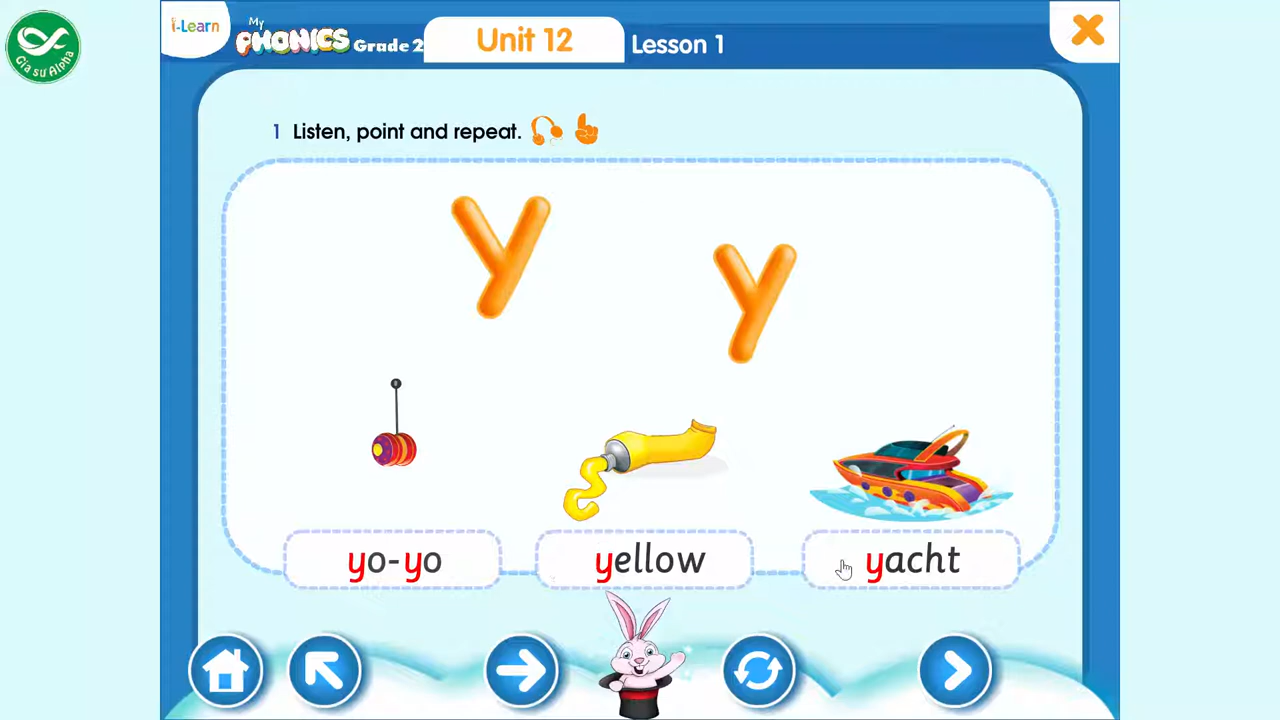 i-Learn
My
PHONICS Grade 2
Unit 12
Lesson 1
Gia sư Alpha
1 Listen, point and repeat.
Y
y
yo-yo
yellow
yacht